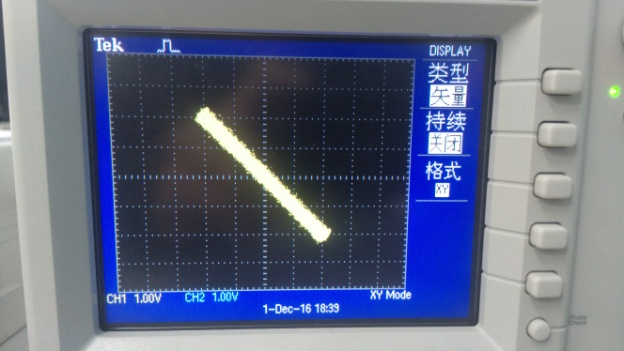 Tek
DISPLAY
类型
矢量
持续
关闭
格式
XY
CH1 1.00V CH2 1.00V XY Mode
1-Dec-16 18:39